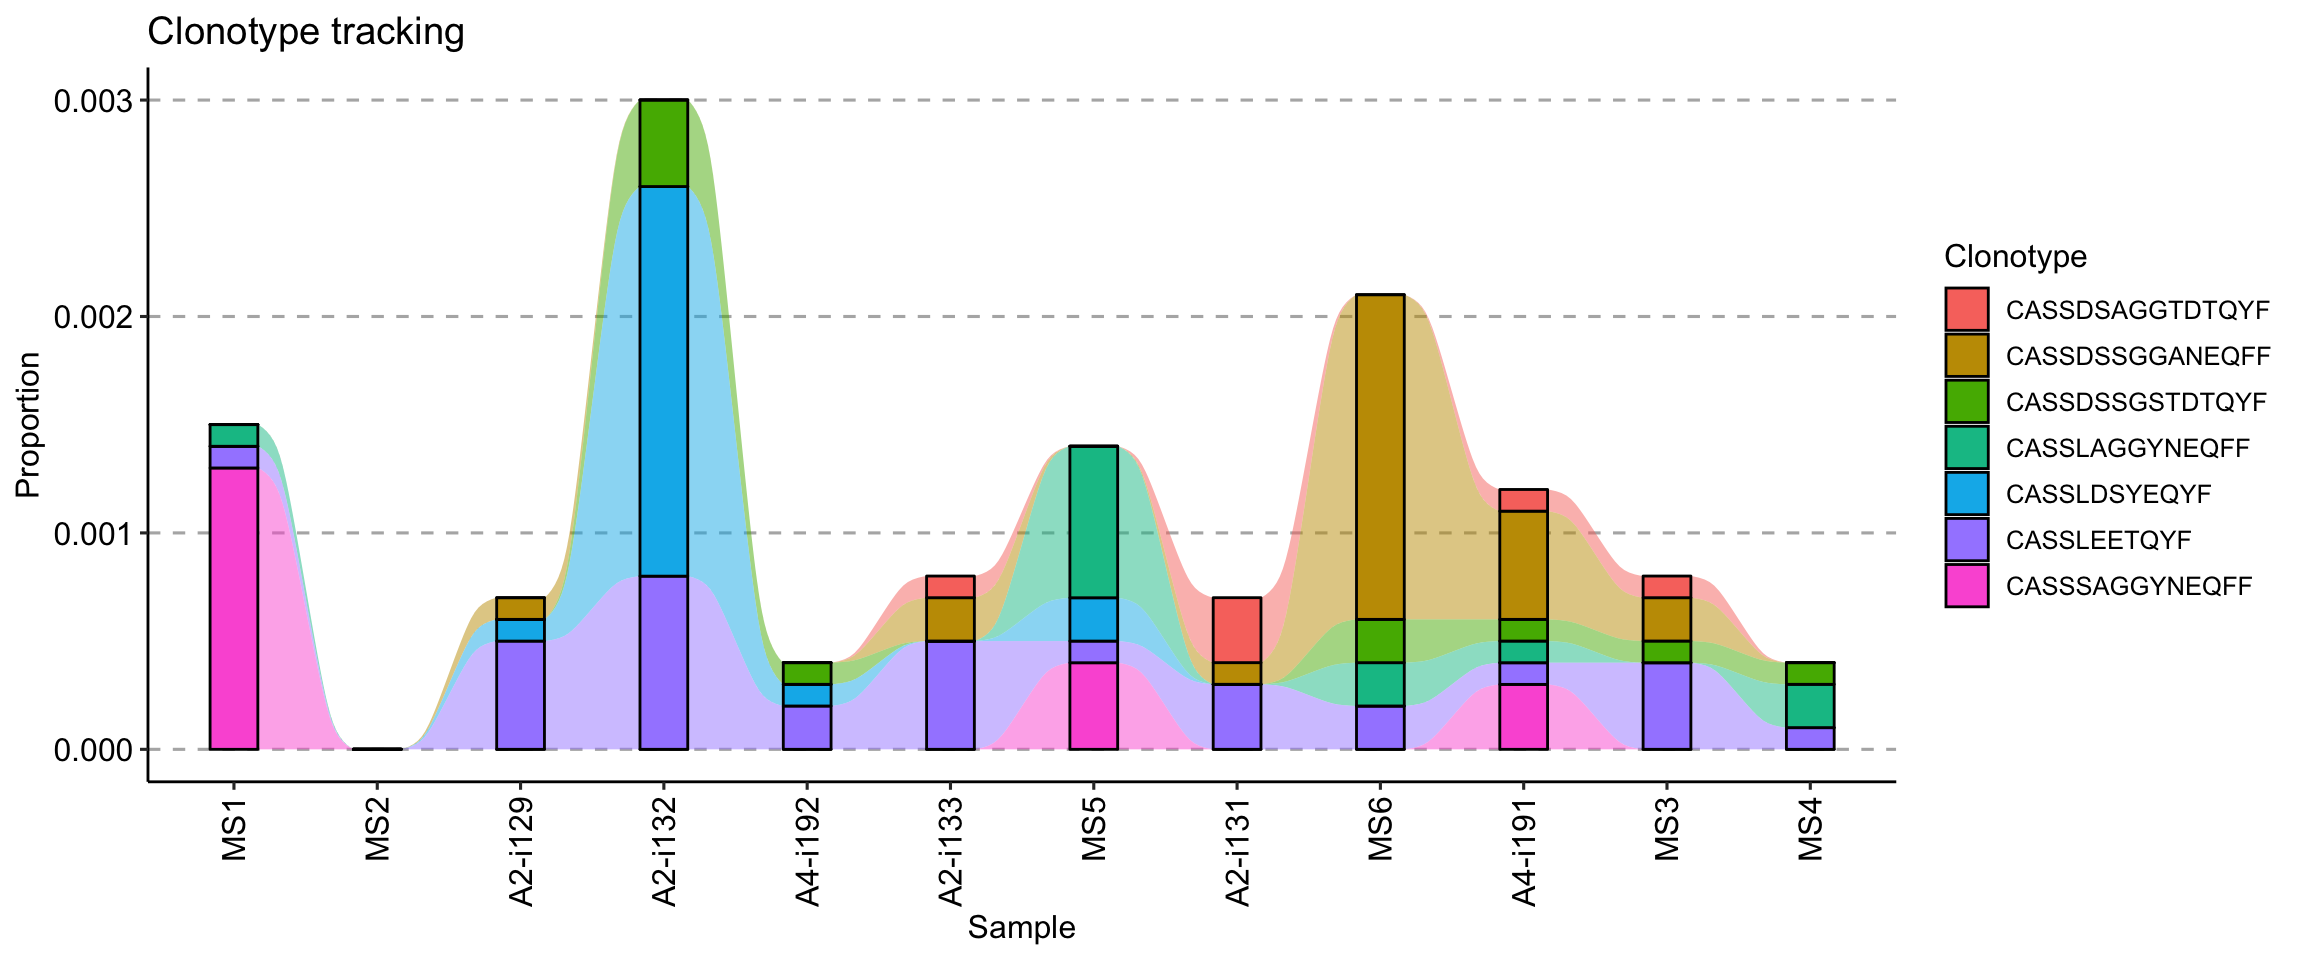 Clonotype tracking
0.003
0.002
0.001
0.000
Proportion
MS1
MS2
A2-i129
A2-i132
A4-i192
A2-i133
MS5
A2-i131
MS6
A4-i191
MS3
MS4
Sample
Clonotype
CASSDSAGGTDTQYF
CASSDSSGGANEQFF
CASSDSSGSTDTQYF
CASSLAGGYNEQFF
CASSLDSYEQYF
CASSLEETQYF
CASSSAGGYNEQFF